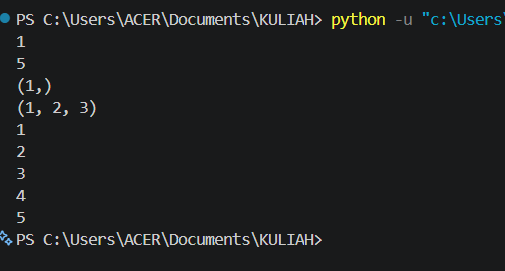 PS C:\Users\ACER\Documents\KULIAH> python -u "c:\Users\
1
5
(1,)
(1, 2, 3)
1
2
3
4
5
PS C:\Users\ACER\Documents\KULIAH>